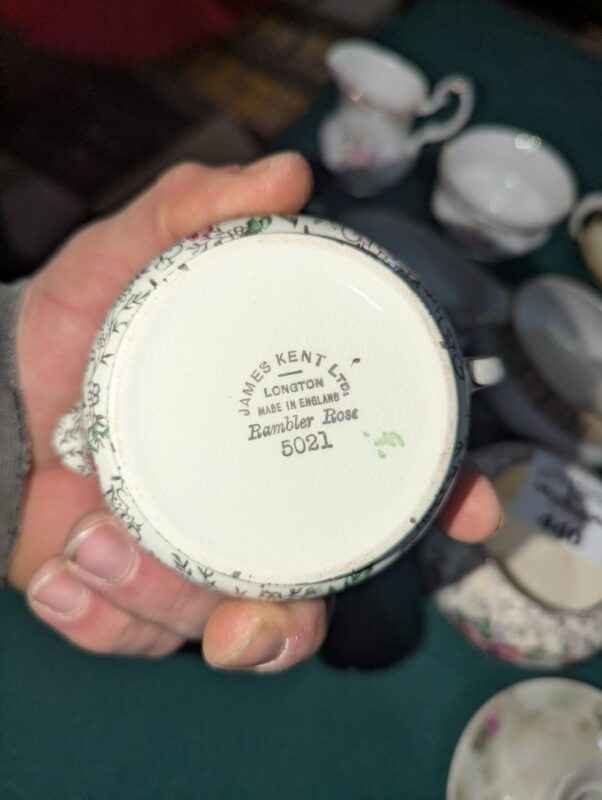 JAMES KENT LTD.
LONGTON
MADE IN ENGLAND
Rambler Rose
5021